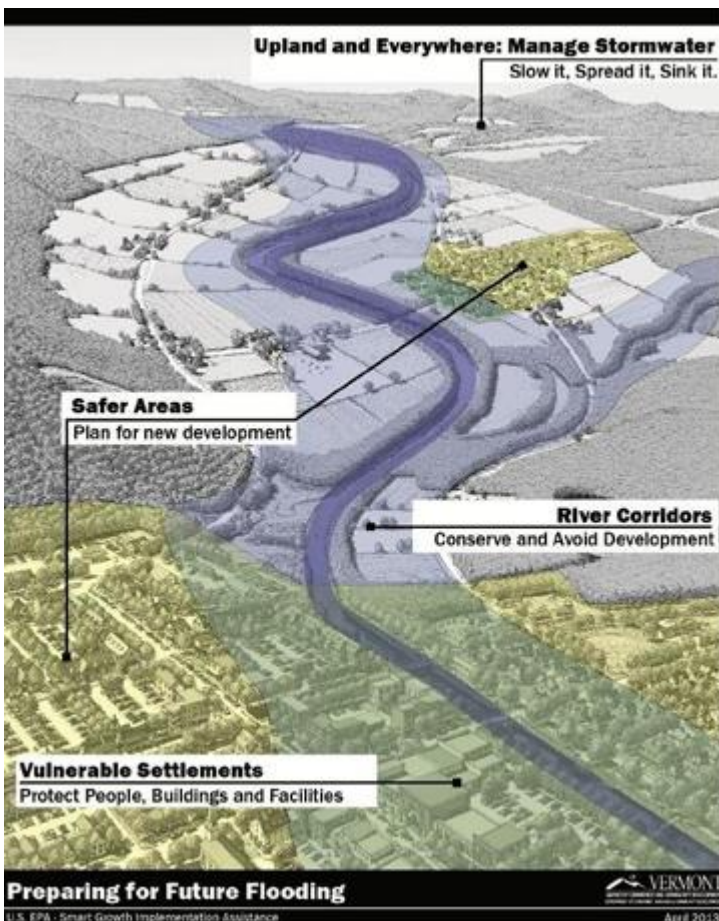 Upland and Everywhere: Manage Stormwater
Slow it, Spread it, Sink it.
Safer Areas
Plan for new development
River Corridors
Conserve and Avoid Development
Vulnerable Settlements
Protect People, Buildings and Facilities
Preparing for Future Flooding
VERMONT
U.S. EPA - Smart Growth Implementation Assistance